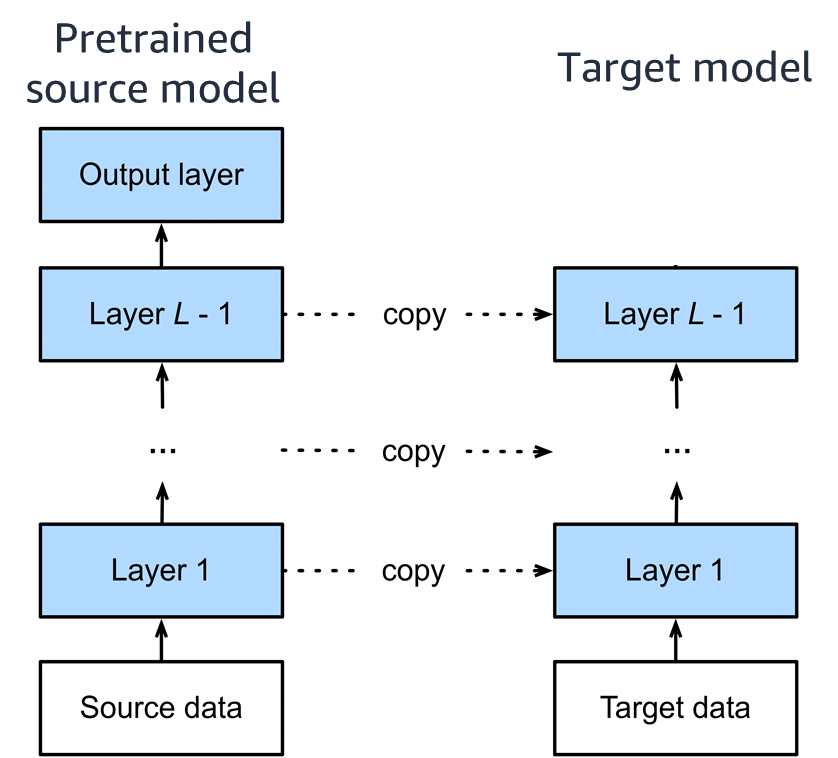 Pretrained
source model
Target model
Output layer
Layer L - 1
copy
Layer L - 1
...
copy
...
Layer 1
copy
Layer 1
Source data
Target data